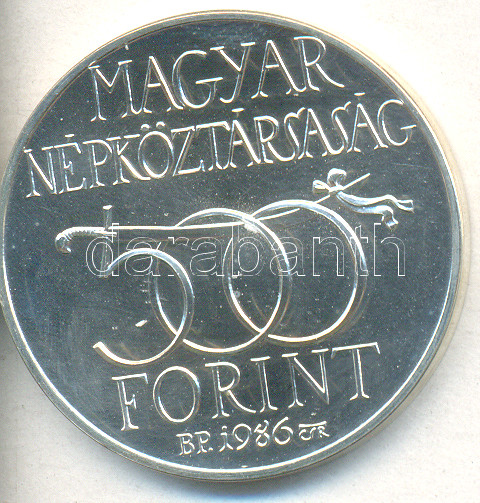 MAGYAR
NÉPKÖZTÁRSASÁG
500
darabanth
FORINT
BP. 1986